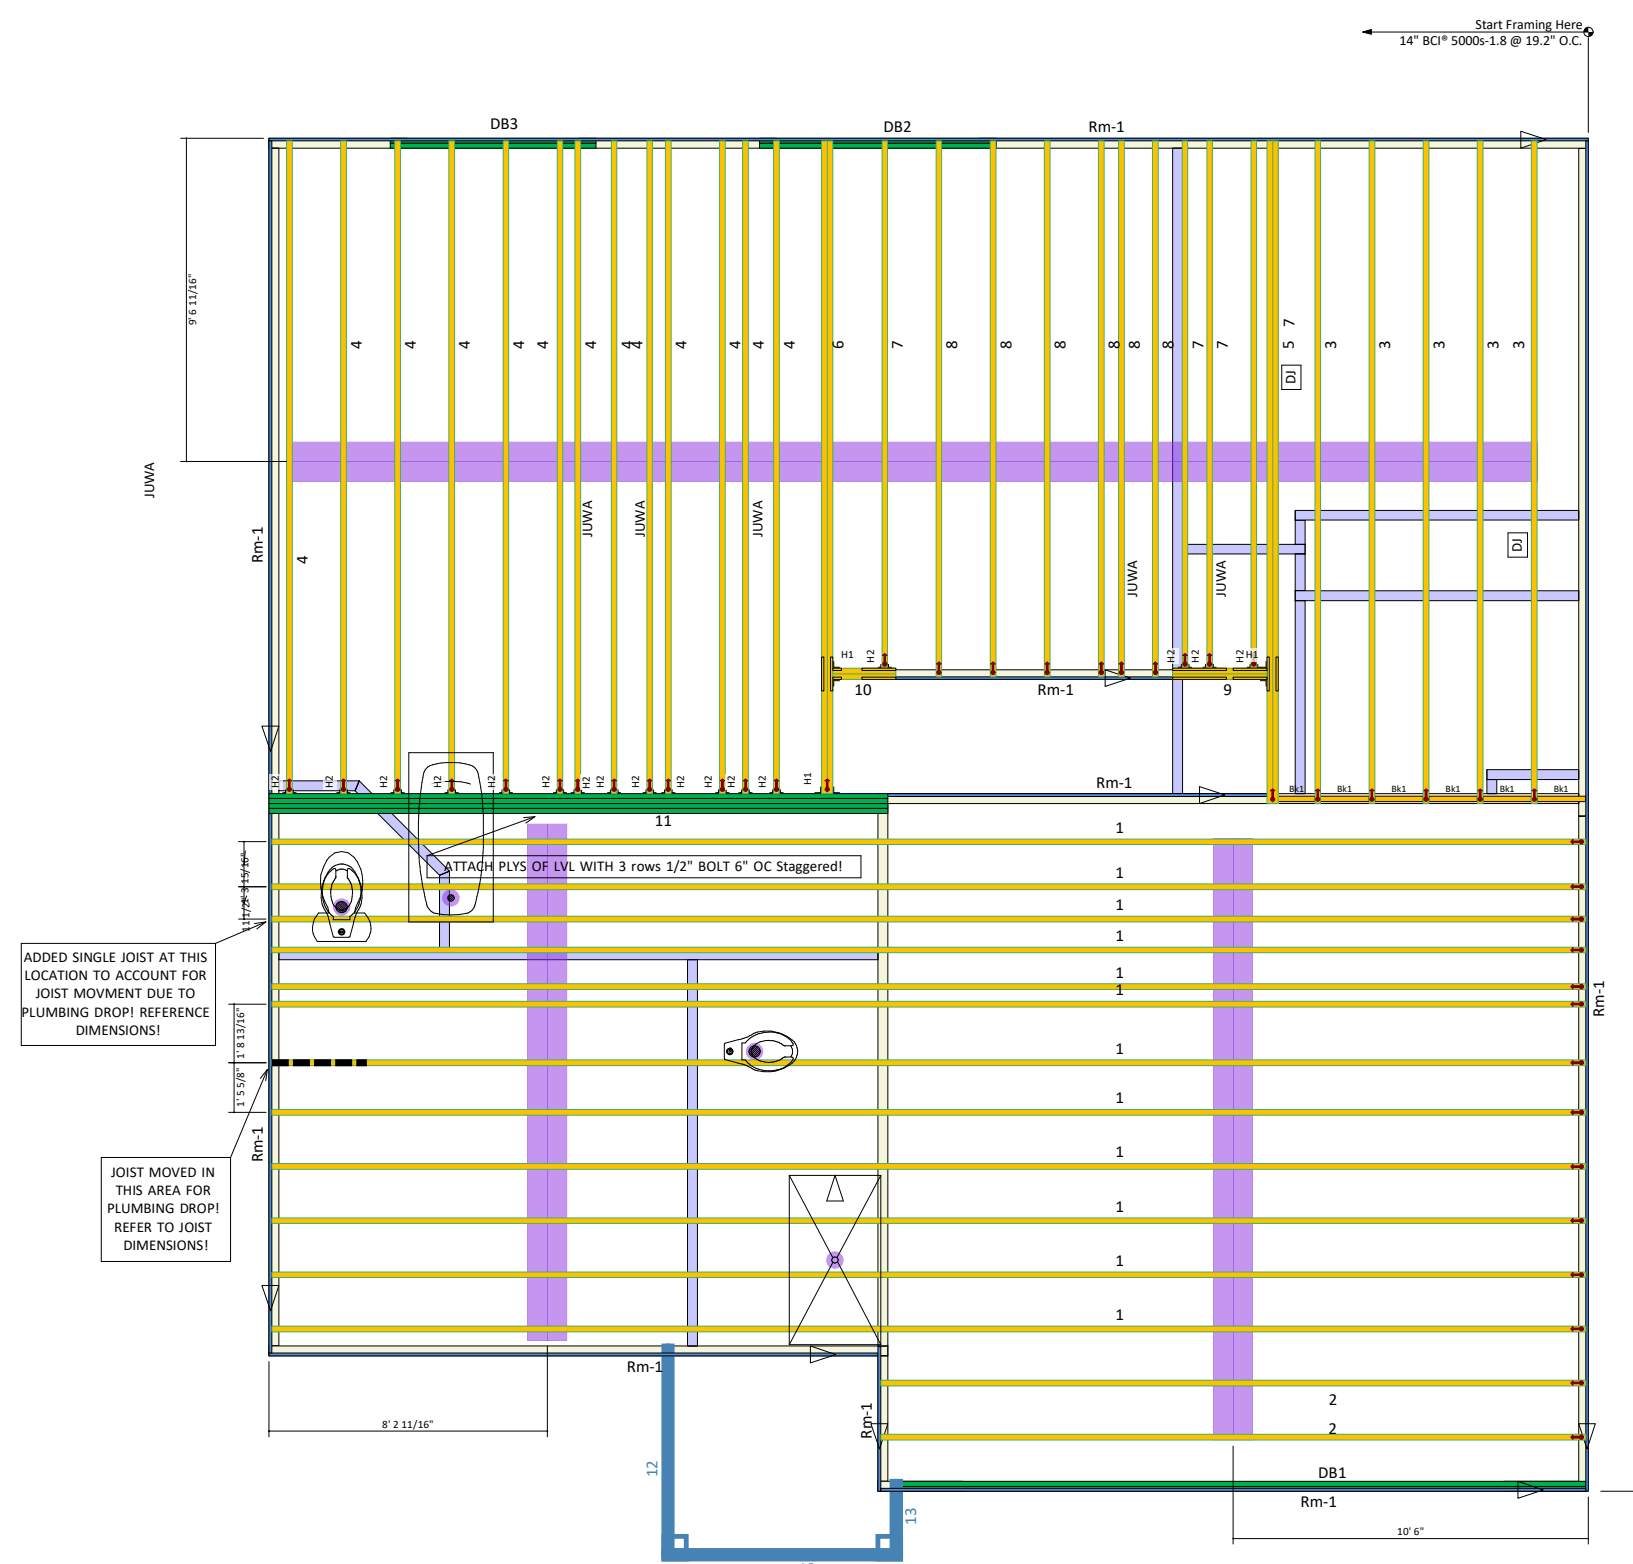 Start Framing Here
14" BCI® 5000s-1.8 @ 19.2" O.C.
DB3
DB2
Rm-1
9' 6 11/16"
JUWA
Rm-1
4
4
4
4
4
4
4
4
4
4
4
4
4
4
6
7
8
8
8
8
8
8
7
7
5
7
DJ
3
3
3
3
3
DJ
JUWA
JUWA
JUWA
JUWA
JUWA
H1
H2
H2
H2
H2
H1
10
Rm-1
9
H2
H2
H2
H2
H2
H2
H2
H2
H2
H2
H2
H2
H2
H1
Rm-1
Bk1
Bk1
Bk1
Bk1
Bk1
Bk1
11
ATTACH PLYS OF LVL WITH 3 rows 1/2" BOLT 6" OC Staggered!
1
1
1
1
1
1
1
1
1
1
1
1
ADDED SINGLE JOIST AT THIS
LOCATION TO ACCOUNT FOR
JOIST MOVMENT DUE TO
PLUMBING DROP! REFERENCE
DIMENSIONS!
1' 8 13/16"
1' 5 5/8"
Rm-1
Rm-1
JOIST MOVED IN
THIS AREA FOR
PLUMBING DROP!
REFER TO JOIST
DIMENSIONS!
Rm-1
8' 2 11/16"
Rm-1
2
2
DB1
Rm-1
12
13
10' 6"